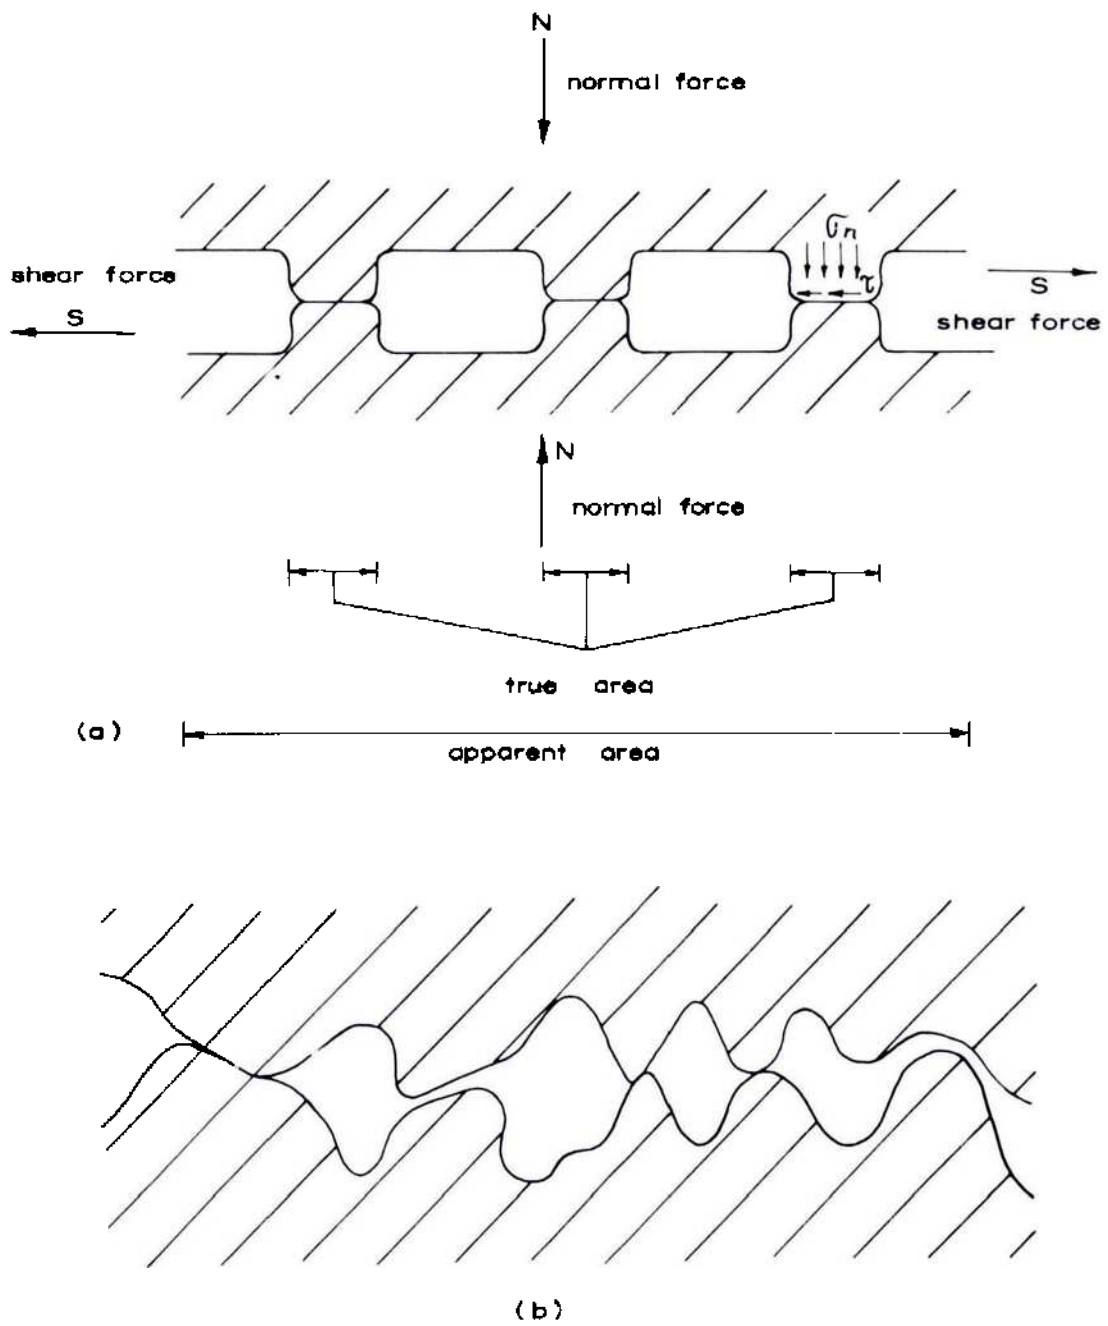 N
normal force
σn
shear force
S
τ
S
shear force
N
normal force
true area
(a)
apparent area
(b)